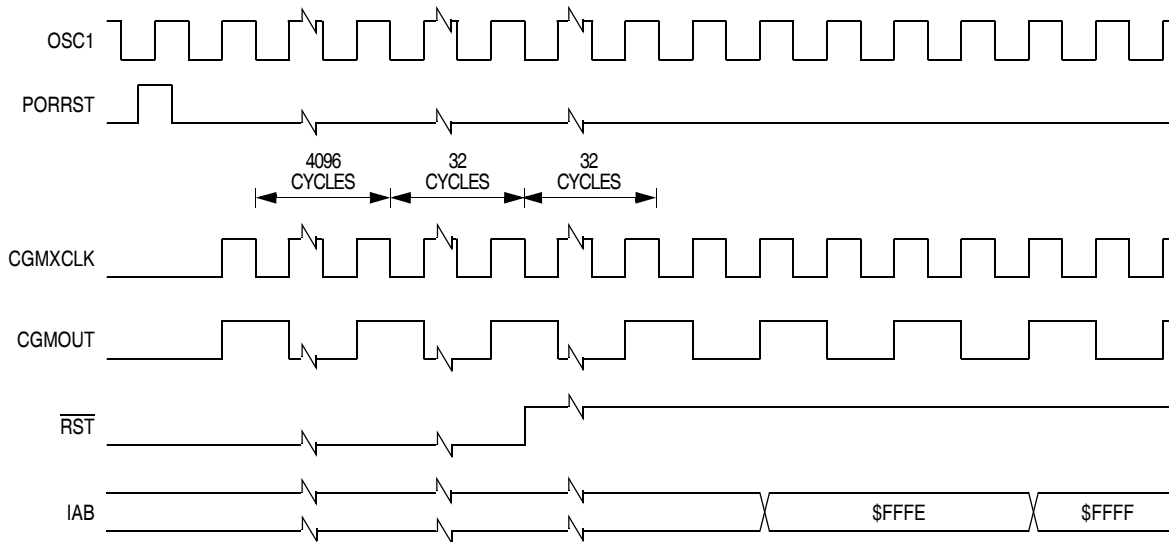 OSC1
PORRST
4096
CYCLES
32
CYCLES
32
CYCLES
CGMXCLK
CGMOUT
RST
IAB
$FFFE
$FFFF